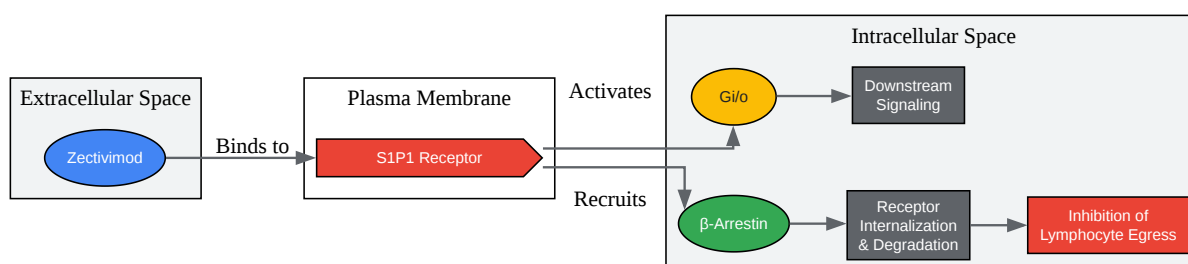 Extracellular Space
Zectivimod
Binds to
Plasma Membrane
S1P1 Receptor
Activates
Recruits
Intracellular Space
Gi/o
Downstream
Signaling
β-Arrestin
Receptor
Internalization
& Degradation
Inhibition of
Lymphocyte Egress